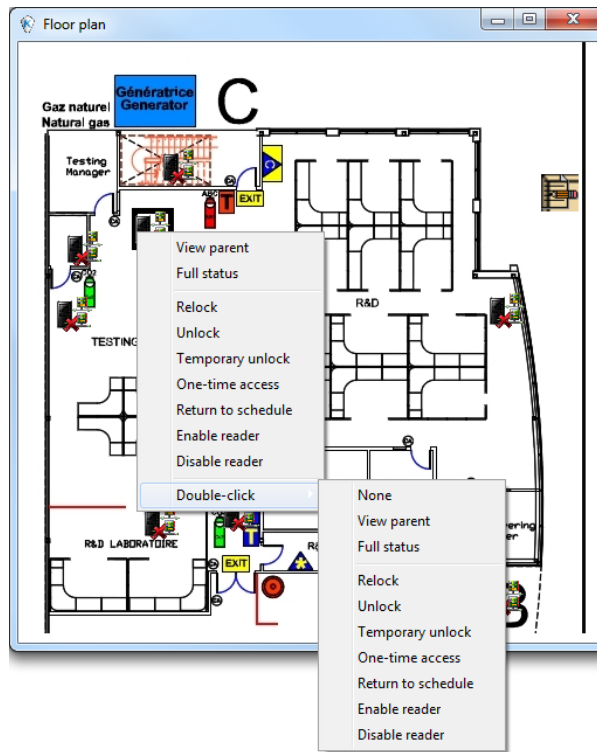 Floor plan
Génératrice
Generator
C
Gaz naturel
Natural gas
Testing
Manager
ABC
T
EXIT
CO2
R&D
TESTING
View parent
Full status
Relock
Unlock
Temporary unlock
One-time access
Return to schedule
Enable reader
Disable reader
Double-click
None
View parent
Full status
Relock
Unlock
Temporary unlock
One-time access
Return to schedule
Enable reader
Disable reader
R&D LABORATOIRE
T
EXIT
B